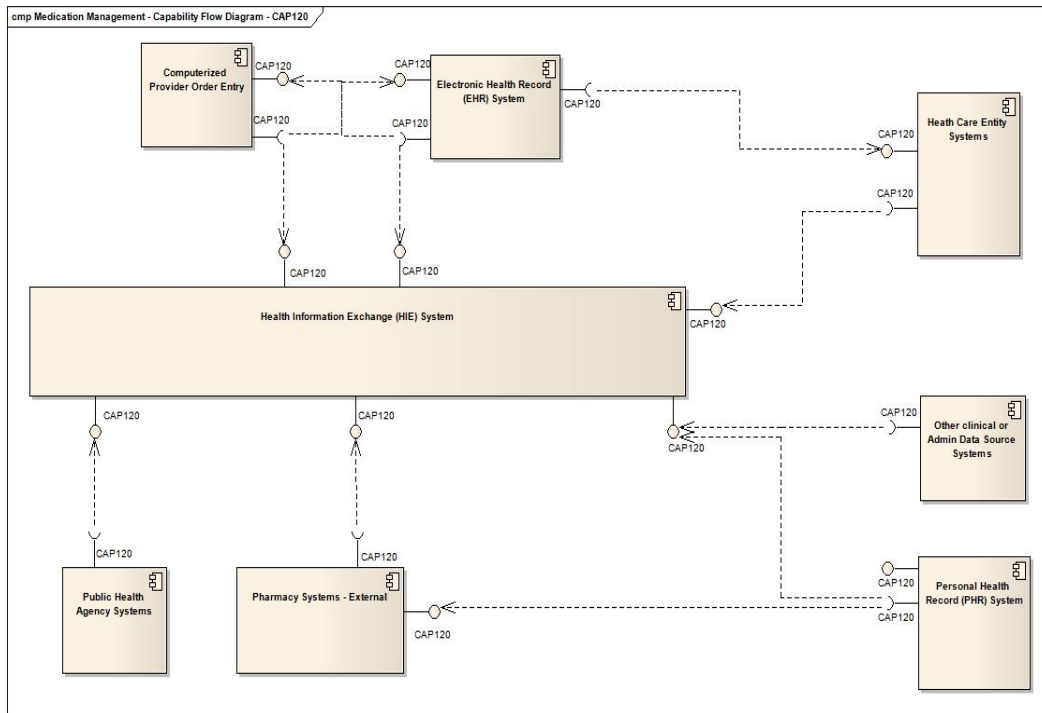 cmp Medication Management - Capability Flow Diagram - CAP120
Computerized
Provider Order Entry
CAP120
CAP120
CAP120
CAP120
Electronic Health Record
(EHR) System
CAP120
Heath Care Entity
Systems
CAP120
CAP120
CAP120
CAP120
Health Information Exchange (HIE) System
CAP120
CAP120
CAP120
CAP120
Other clinical or
Admin Data Source
Systems
CAP120
CAP120
Public Health
Agency Systems
CAP120
Pharmacy Systems - External
CAP120
CAP120
Personal Health
Record (PHR) System
CAP120
CAP120